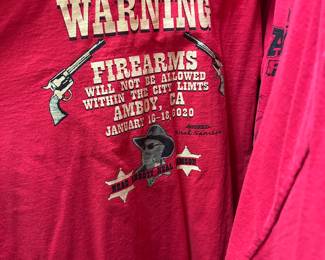 WARNING
FIREARMS
WILL NOT BE ALLOWED
WITHIN THE CITY LIMTS
AMBOY, CA
JANUARY 16-18, 2020